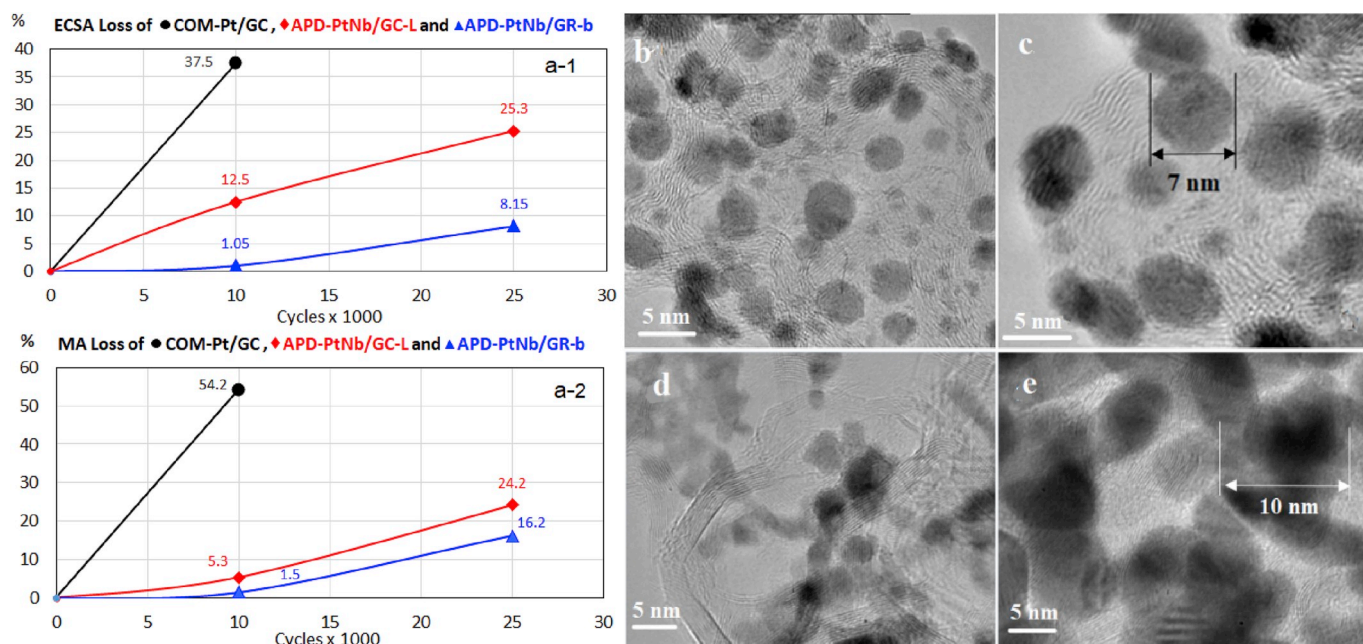 % ECSA Loss of ●COM-Pt/GC , ♦APD-PtNb/GC-L and ▲APD-PtNb/GR-b
a-1
40
35
30
25
20
15
10
5
0
37.5
12.5
25.3
1.05
8.15
0 5 10 15 20 25 30
Cycles x 1000
% MA Loss of ●COM-Pt/GC , ♦APD-PtNb/GC-L and ▲APD-PtNb/GR-b
a-2
60
50
40
30
20
10
0
54.2
5.3
24.2
1.5
16.2
0 5 10 15 20 25 30
Cycles x 1000
b
5 nm
c
7 nm
5 nm
d
5 nm
e
10 nm
5 nm